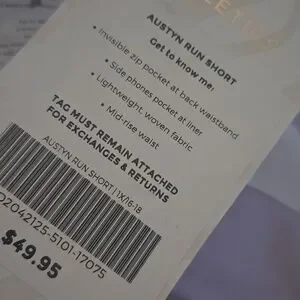 AUSTYN RUN SHORT
Get to know me:
• Invisible zip pocket at back waistband
• Side phones pocket at liner
• Lightweight, woven fabric
• Mid-rise waist
TAG MUST REMAIN ATTACHED
FOR EXCHANGES & RETURNS
AUSTYN RUN SHORT | 1X/16-18
02042125-5101-17075
$49.95